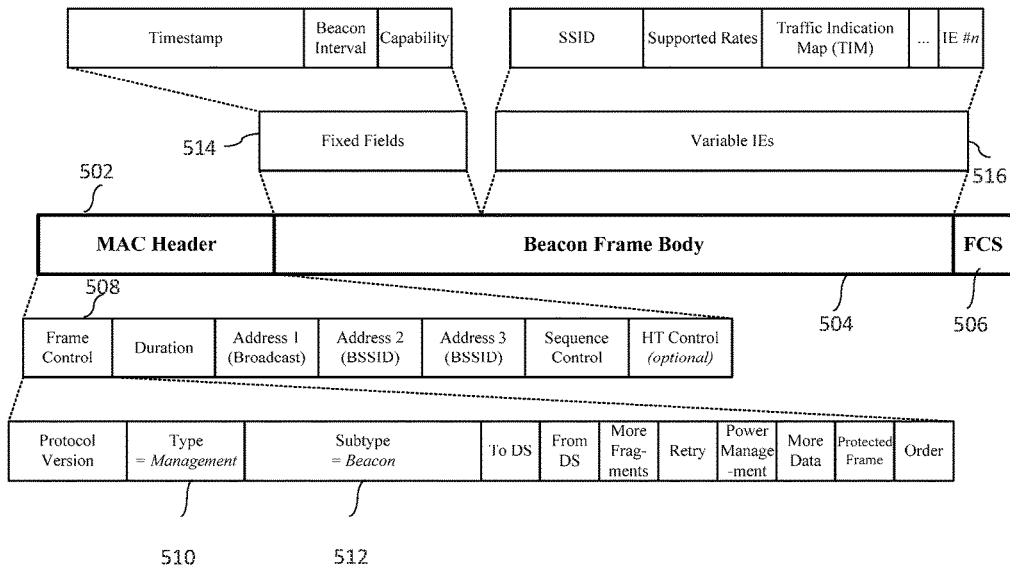 Timestamp
Beacon
Interval
Capability
SSID
Supported Rates
Traffic Indication
Map (TIM)
...
IE #n
514
Fixed Fields
Variable IEs
516
502
MAC Header
Beacon Frame Body
FCS
508
504
506
Frame
Control
Duration
Address 1
(Broadcast)
Address 2
(BSSID)
Address 3
(BSSID)
Sequence
Control
HT Control
(optional)
Protocol
Version
Type
= Management
Subtype
= Beacon
To DS
From
DS
More
Frag-
ments
Retry
Power
Manage
-ment
More
Data
Protected
Frame
Order
510
512